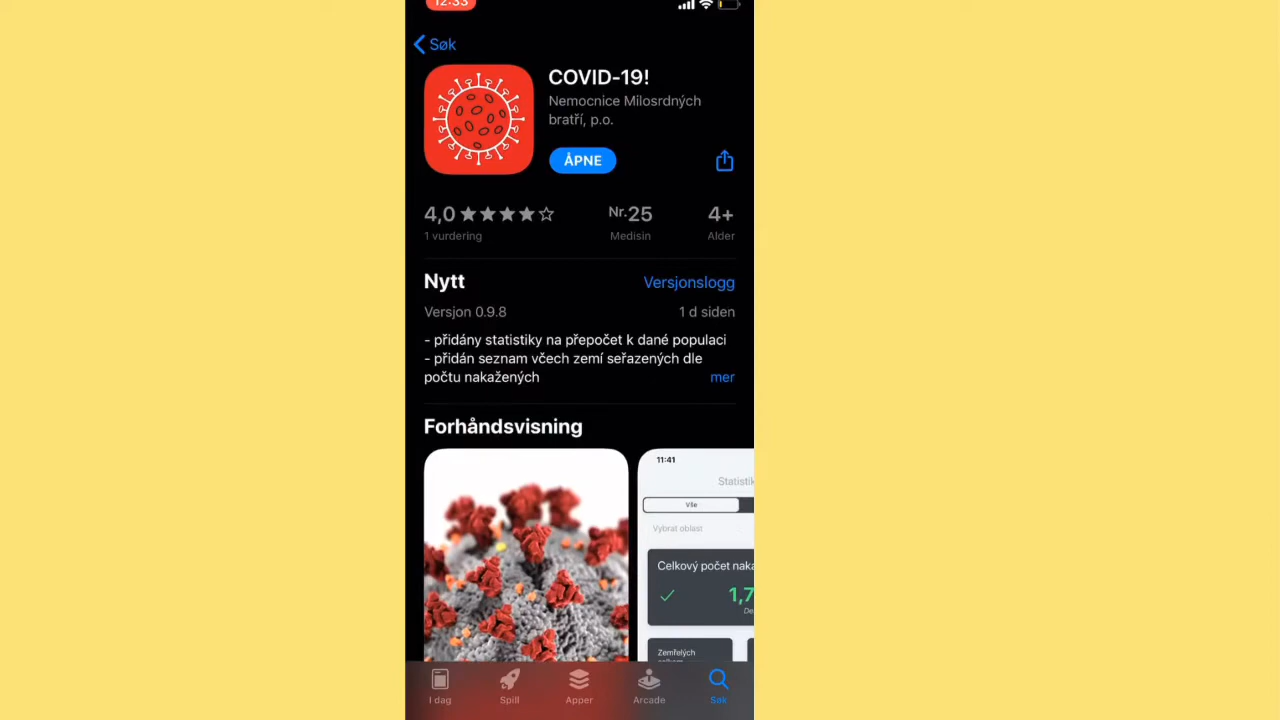 12:33
Søk
COVID-19!
Nemocnice Milosrdných
bratří, p.o.
ÅPNE
4,0
Nr.25
4+
1 vurdering
Medisin
Alder
Nytt
Versjonslogg
Versjon 0.9.8
1 d siden
- přidány statistiky na přepočet k dané populaci
- přidán seznam včech zemí seřazených dle
počtu nakažených
mer
Forhåndsvisning
11:41
Statistik
Vše
Vybrat oblast
Celkový počet naka
1,7
De
Zemřelých
celkem
I dag
Spill
Apper
Arcade
Søk